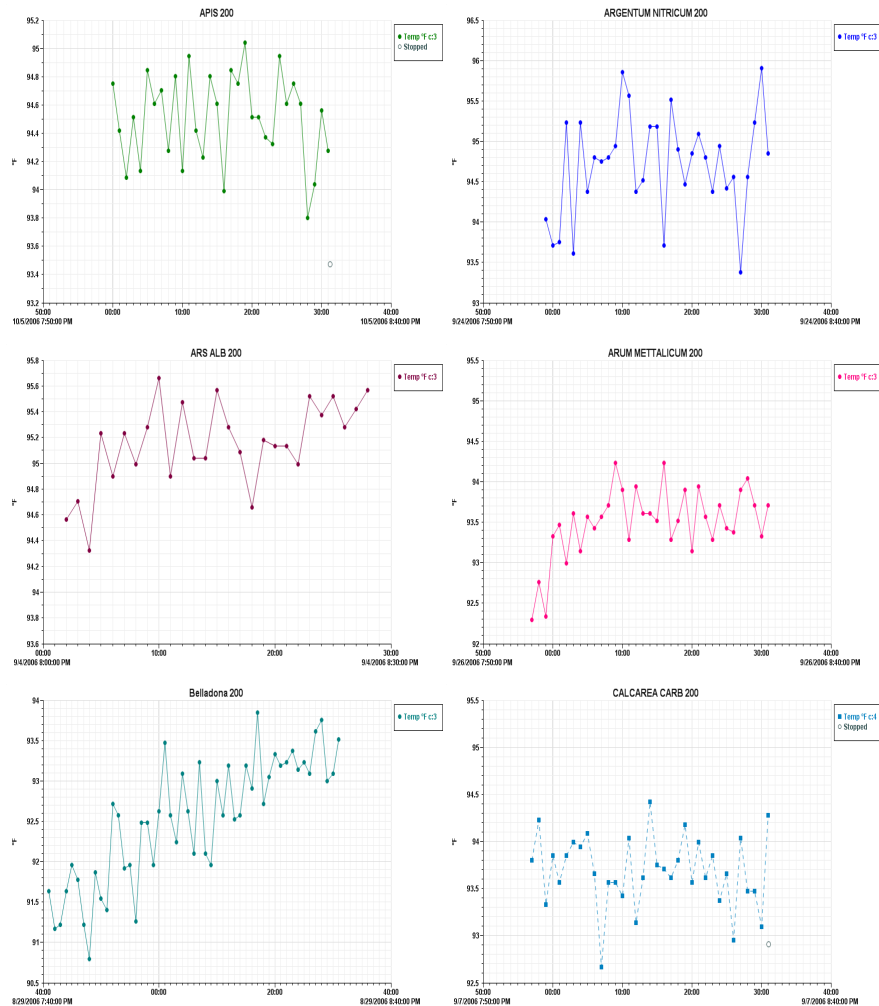 APIS 200
°F
95.2
95
94.8
94.6
94.4
94.2
94
93.8
93.6
93.4
93.2
50:00
00:00
10:00
20:00
30:00
40:00
10/5/2006 7:50:00 PM
10/5/2006 8:40:00 PM
Temp °F c:3
Stopped
ARGENTUM NITRICUM 200
°F
96.5
96
95.5
95
94.5
94
93.5
93
50:00
00:00
10:00
20:00
30:00
40:00
9/24/2006 7:50:00 PM
9/24/2006 8:40:00 PM
Temp °F c:3
ARS ALB 200
°F
95.8
95.6
95.4
95.2
95
94.8
94.6
94.4
94.2
94
93.8
93.6
00:00
10:00
30:00
9/4/2006 8:00:00 PM
9/4/2006 8:30:00 PM
Temp °F c:3
ARUM METTALICUM 200
°F
95.5
95
94.5
94
93.5
93
92.5
92
50:00
00:00
10:00
20:00
30:00
40:00
9/26/2006 7:50:00 PM
9/26/2006 8:40:00 PM
Temp °F c:3
Belladona 200
°F
94
93.5
93
92.5
92
91.5
91
90.5
40:00
00:00
20:00
40:00
8/29/2006 7:40:00 PM
8/29/2006 8:40:00 PM
Temp °F c:3
CALCAREA CARB 200
°F
95.5
95
94.5
94
93.5
93
92.5
50:00
00:00
10:00
20:00
30:00
40:00
9/7/2006 7:50:00 PM
9/7/2006 8:40:00 PM
Temp °F c:4
Stopped